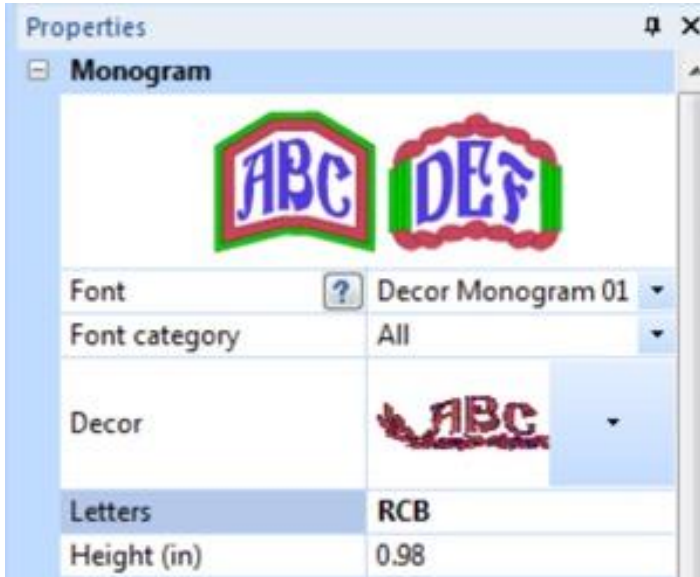 Properties
Monogram
ABC DEF
Font ? Decor Monogram 01
Font category All
Decor ABC
Letters RCB
Height (in) 0.98